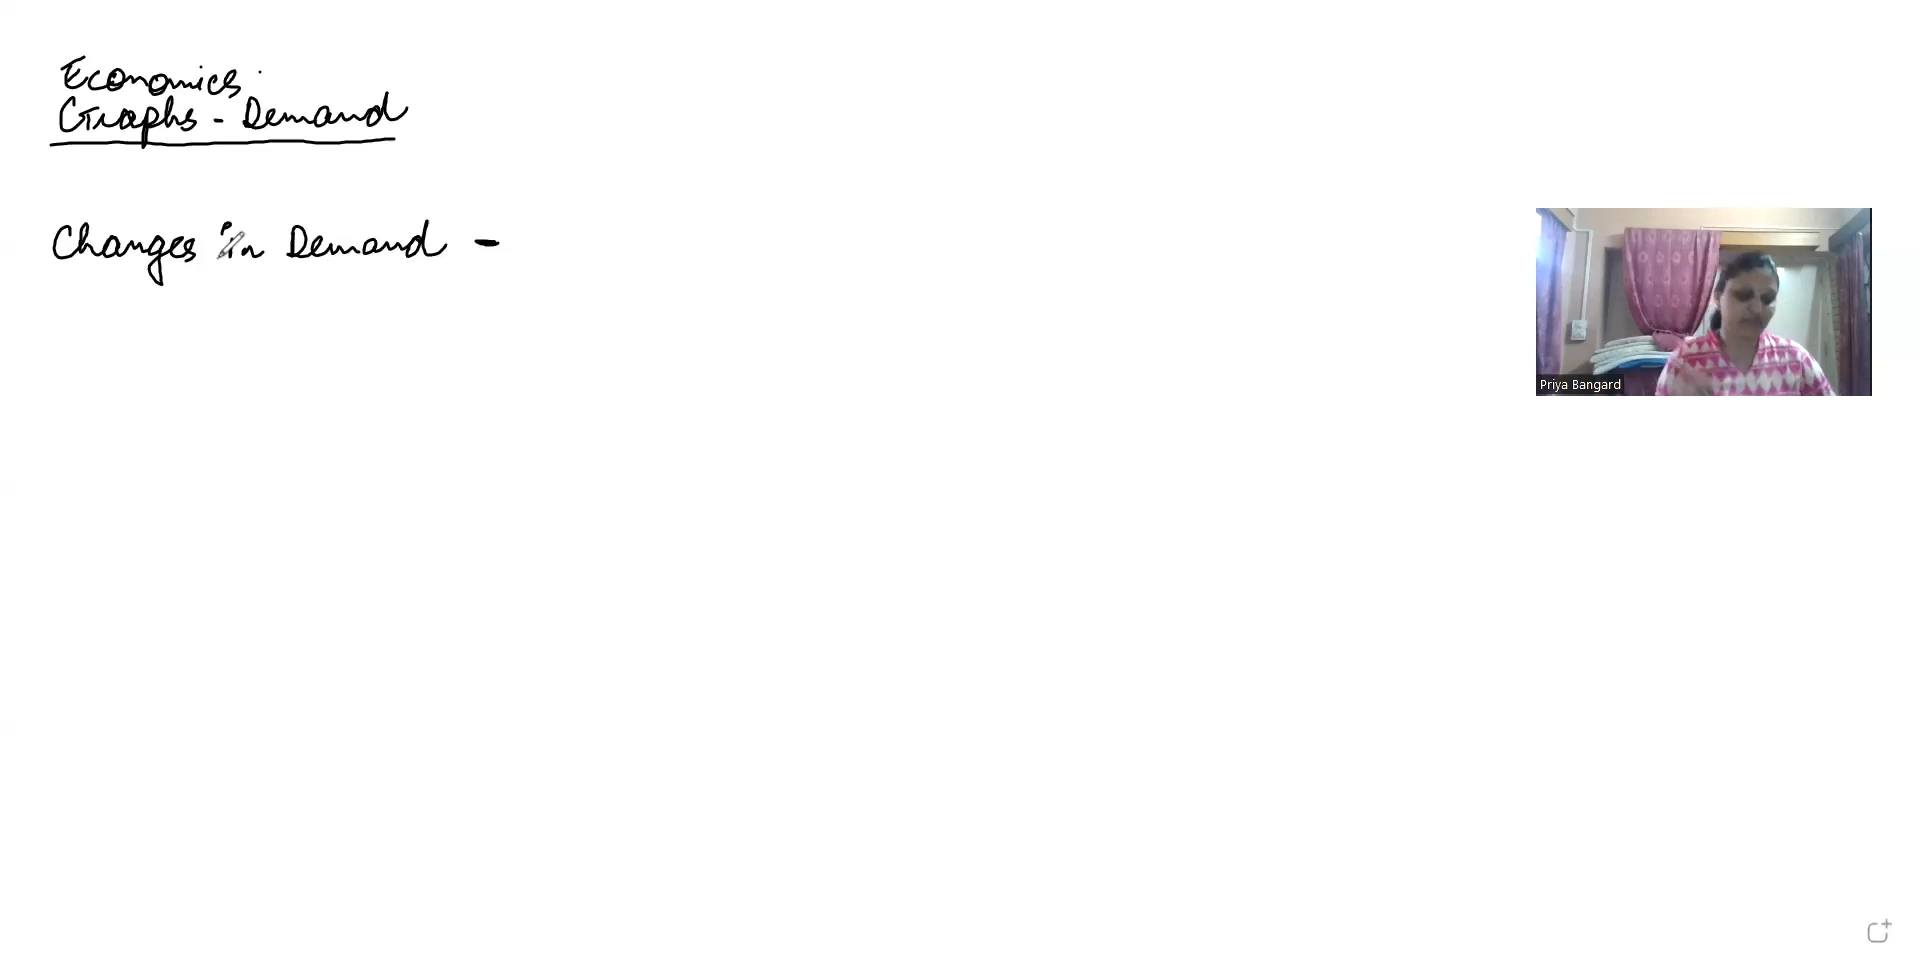 Economics
Graphs - Demand
Changes in Demand -
Priya Bangard